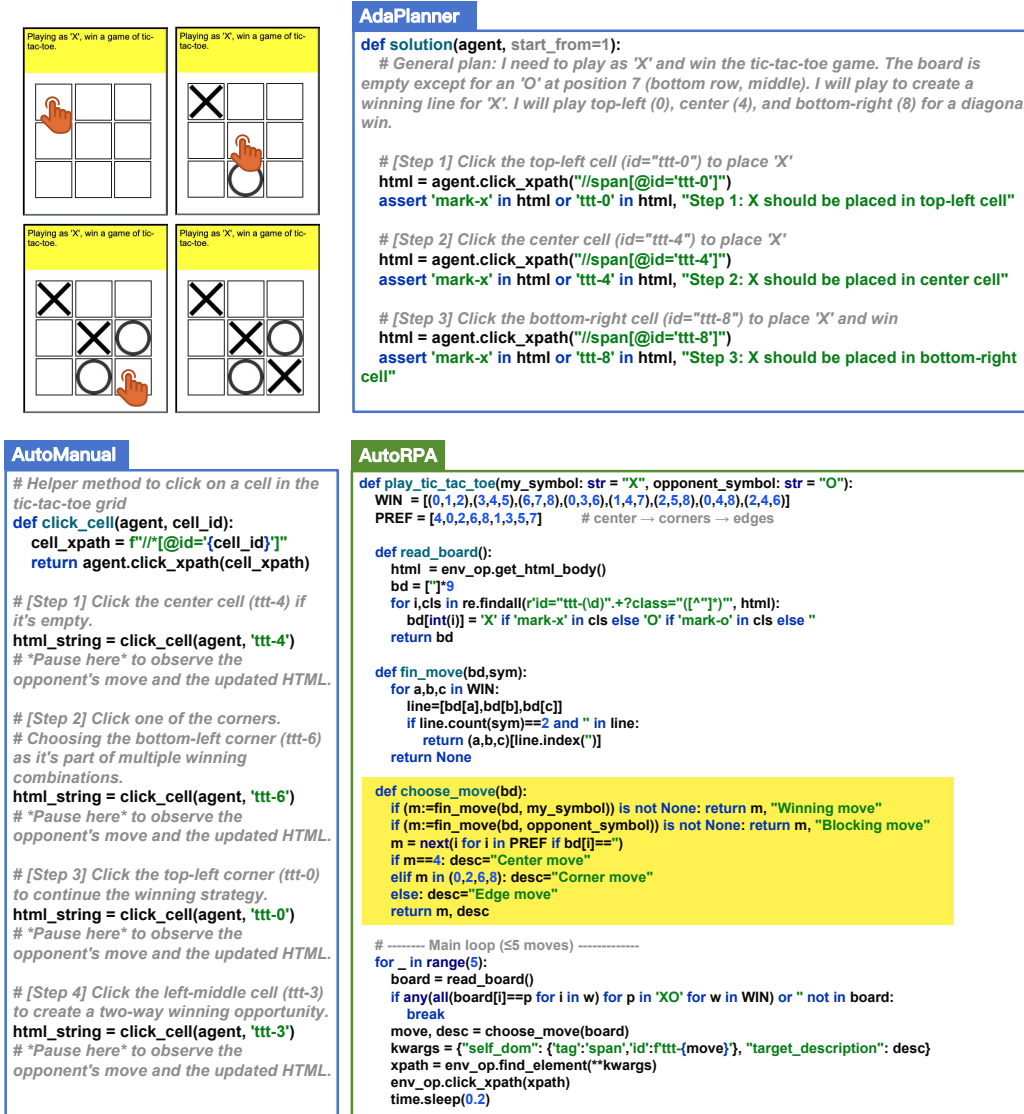 Playing as 'X', win a game of tic-
tac-toe.
Playing as 'X', win a game of tic-
tac-toe.
Playing as 'X', win a game of tic-
tac-toe.
Playing as 'X', win a game of tic-
tac-toe.
AdaPlanner
def solution(agent, start_from=1):
# General plan: I need to play as 'X' and win the tic-tac-toe game. The board is
empty except for an 'O' at position 7 (bottom row, middle). I will play to create a
winning line for 'X'. I will play top-left (0), center (4), and bottom-right (8) for a diagona
win.
# [Step 1] Click the top-left cell (id="ttt-0") to place 'X'
html = agent.click_xpath("//span[@id='ttt-0']")
assert 'mark-x' in html or 'ttt-0' in html, "Step 1: X should be placed in top-left cell"
# [Step 2] Click the center cell (id="ttt-4") to place 'X'
html = agent.click_xpath("//span[@id='ttt-4']")
assert 'mark-x' in html or 'ttt-4' in html, "Step 2: X should be placed in center cell"
# [Step 3] Click the bottom-right cell (id="ttt-8") to place 'X' and win
html = agent.click_xpath("//span[@id='ttt-8']")
assert 'mark-x' in html or 'ttt-8' in html, "Step 3: X should be placed in bottom-right
cell"
AutoManual
# Helper method to click on a cell in the
tic-tac-toe grid
def click_cell(agent, cell_id):
cell_xpath = f"//*[@id='{cell_id}']"
return agent.click_xpath(cell_xpath)
# [Step 1] Click the center cell (ttt-4) if
it's empty.
html_string = click_cell(agent, 'ttt-4')
# *Pause here* to observe the
opponent's move and the updated HTML.
# [Step 2] Click one of the corners.
# Choosing the bottom-left corner (ttt-6)
as it's part of multiple winning
combinations.
html_string = click_cell(agent, 'ttt-6')
# *Pause here* to observe the
opponent's move and the updated HTML.
# [Step 3] Click the top-left corner (ttt-0)
to continue the winning strategy.
html_string = click_cell(agent, 'ttt-0')
# *Pause here* to observe the
opponent's move and the updated HTML.
# [Step 4] Click the left-middle cell (ttt-3)
to create a two-way winning opportunity.
html_string = click_cell(agent, 'ttt-3')
# *Pause here* to observe the
opponent's move and the updated HTML.
AutoRPA
def play_tic_tac_toe(my_symbol: str = "X", opponent_symbol: str = "O"):
WIN = [(0,1,2),(3,4,5),(6,7,8),(0,3,6),(1,4,7),(2,5,8),(0,4,8),(2,4,6)]
PREF = [4,0,2,6,8,1,3,5,7] # center → corners → edges
def read_board():
html = env_op.get_html_body()
bd = ['']*9
for i,cls in re.findall(r'id="ttt-(\d)".+?class="([^"]*)"', html):
bd[int(i)] = 'X' if 'mark-x' in cls else 'O' if 'mark-o' in cls else ''
return bd
def fin_move(bd,sym):
for a,b,c in WIN:
line=[bd[a],bd[b],bd[c]]
if line.count(sym)==2 and '' in line:
return (a,b,c)[line.index('')]
return None
def choose_move(bd):
if (m:=fin_move(bd, my_symbol)) is not None: return m, "Winning move"
if (m:=fin_move(bd, opponent_symbol)) is not None: return m, "Blocking move"
m = next(i for i in PREF if bd[i]=='')
if m==4: desc="Center move"
elif m in (0,2,6,8): desc="Corner move"
else: desc="Edge move"
return m, desc
# -------- Main loop (≤5 moves) -------------
for _ in range(5):
board = read_board()
if any(all(board[i]==p for i in w) for p in 'XO' for w in WIN) or '' not in board:
break
move, desc = choose_move(board)
kwargs = {"self_dom": {'tag':'span','id':f'ttt-{move}'}, "target_description": desc}
xpath = env_op.find_element(**kwargs)
env_op.click_xpath(xpath)
time.sleep(0.2)